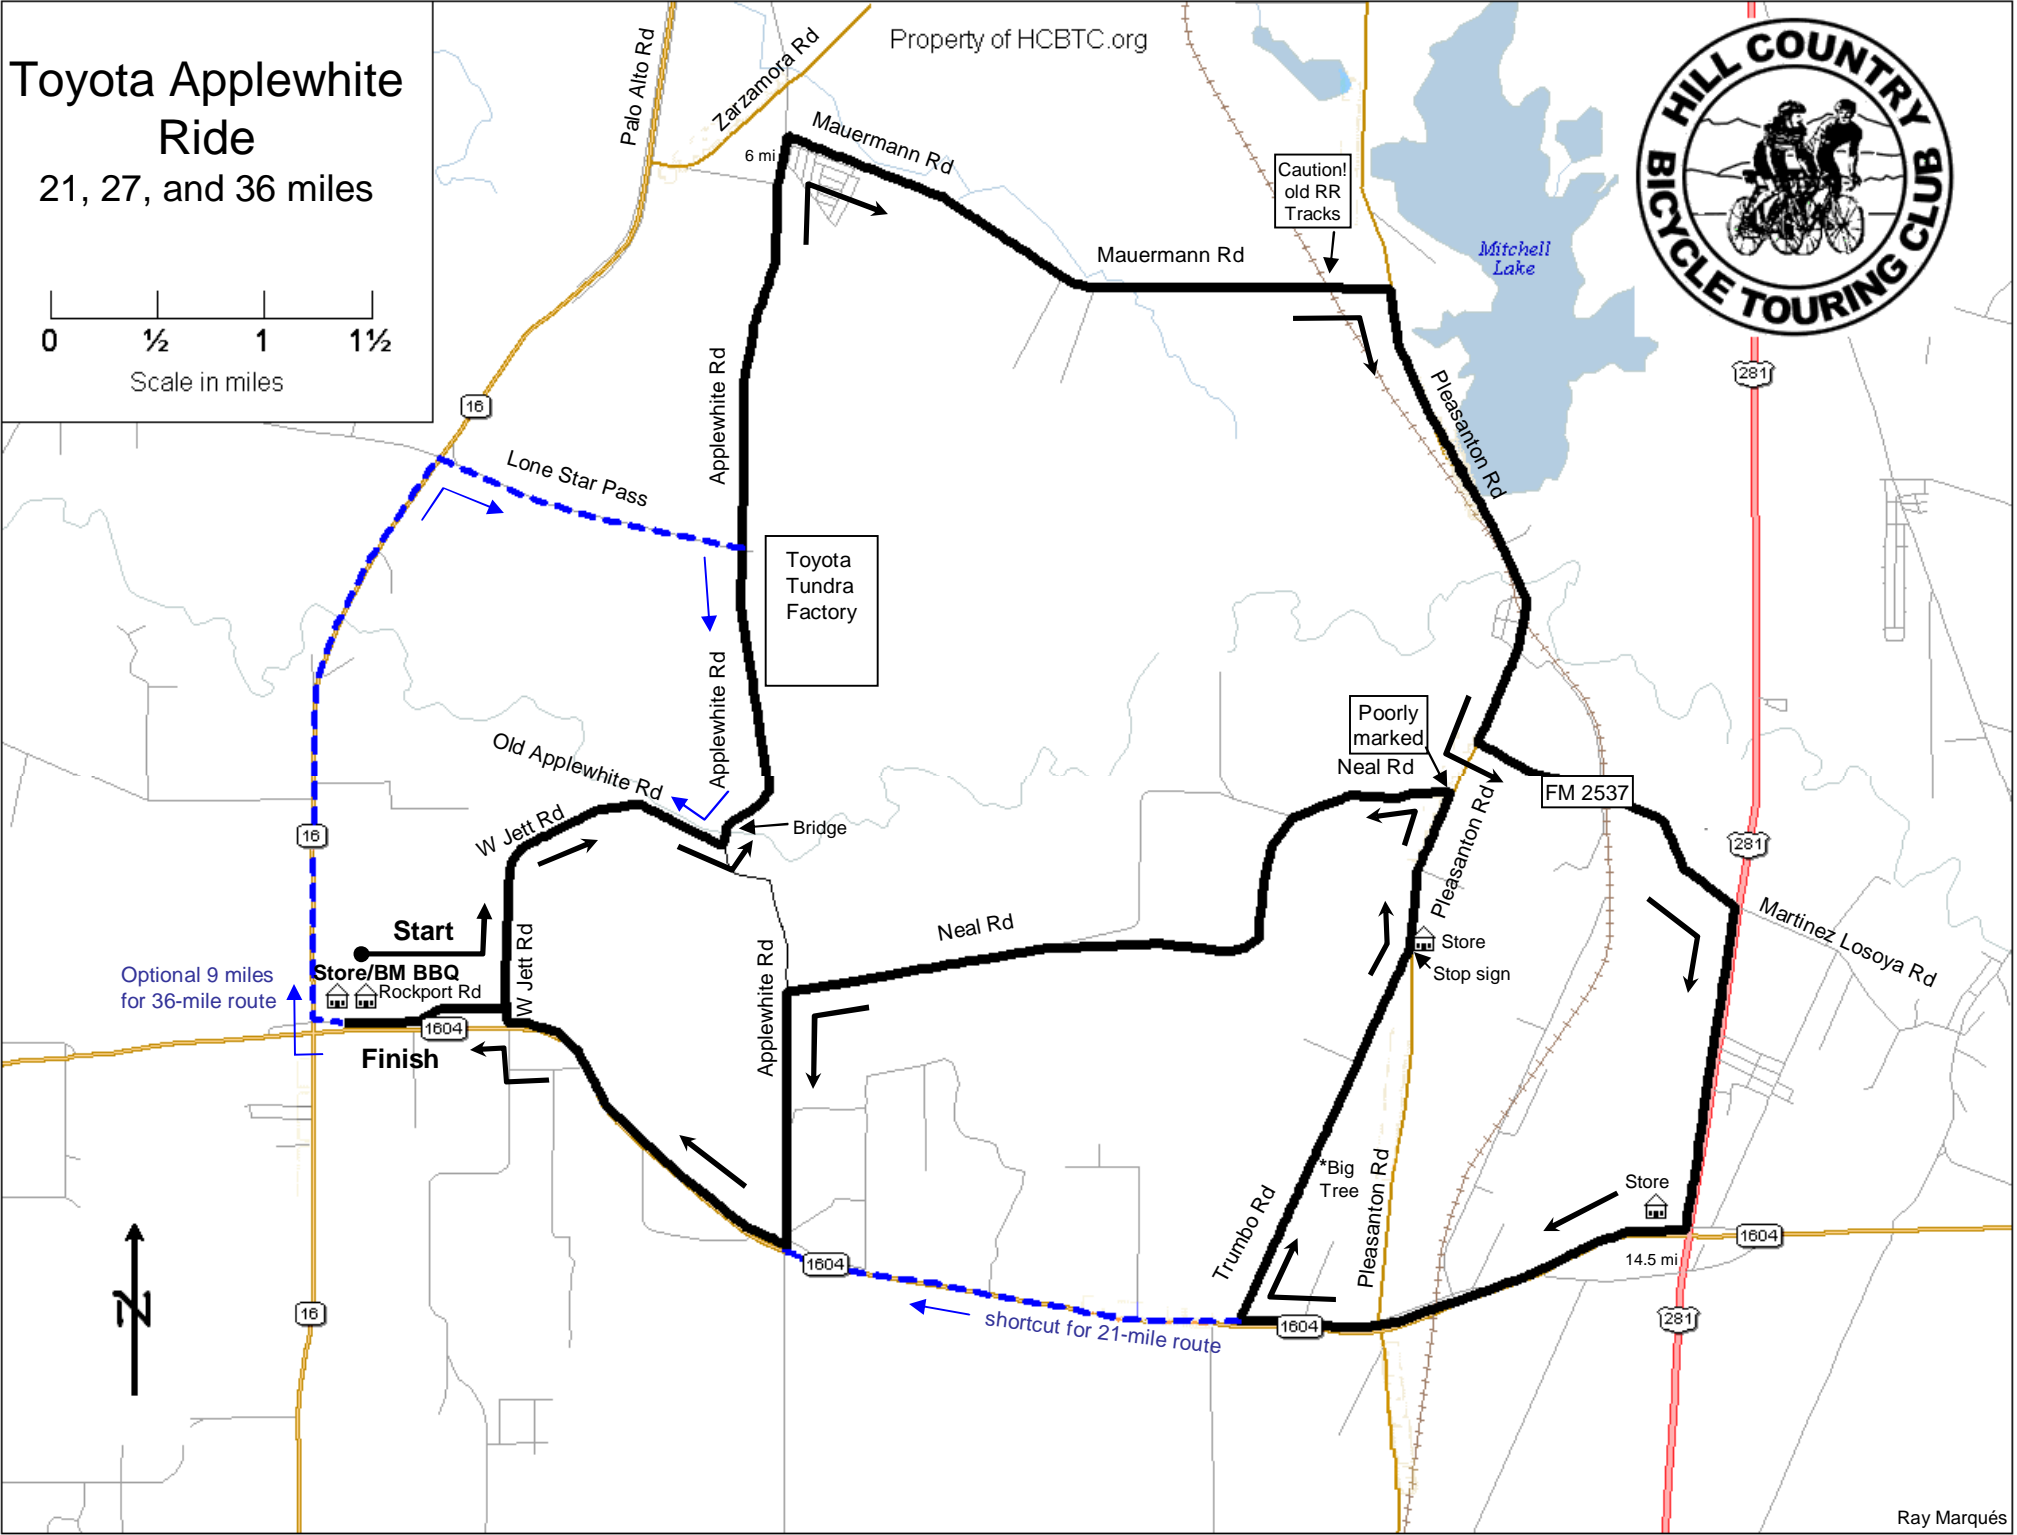 Toyota Applewhite
Ride
21, 27, and 36 miles
0 ½ 1 1½
Scale in miles
Property of HCBTC.org
HILL COUNTRY
BICYCLE TOURING CLUB
Palo Alto Rd
Zarzamora Rd
6 mi
Mauermann Rd
Mauermann Rd
Caution!
old RR
Tracks
Mitchell
Lake
281
16
Applewhite Rd
Pleasanton Rd
Lone Star Pass
Toyota
Tundra
Factory
Applewhite Rd
Old Applewhite Rd
Poorly
marked
Neal Rd
FM 2537
Pleasanton Rd
W Jett Rd
Bridge
16
281
Start
W Jett Rd
Neal Rd
Applewhite Rd
Store
Stop sign
Martinez Losoya Rd
Optional 9 miles
for 36-mile route
Store/BM BBQ
Rockport Rd
1604
Finish
*Big
Tree
Trumbo Rd
Pleasanton Rd
Store
1604
14.5 mi
1604
shortcut for 21-mile route
1604
16
281
N
Ray Marqués